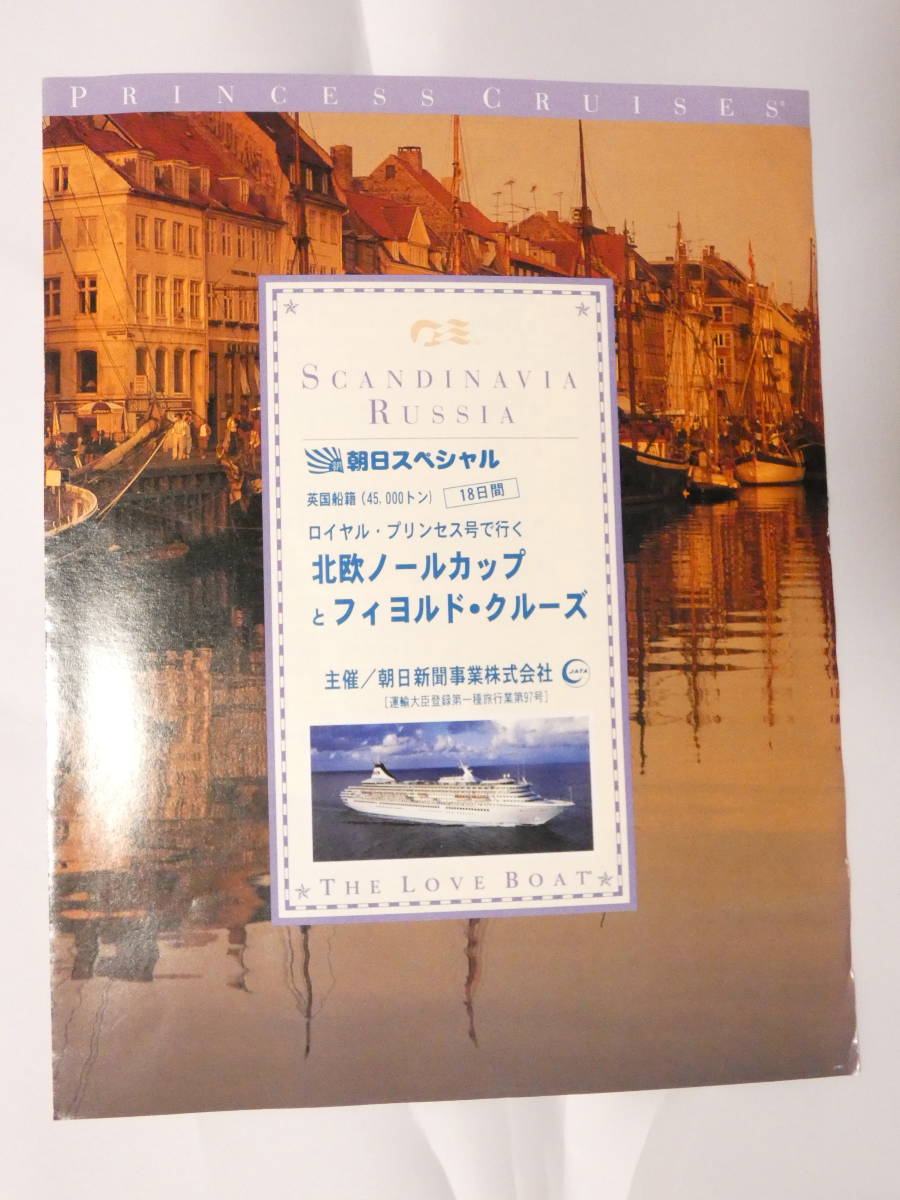 PRINCESS CRUISES®
SCANDINAVIA
RUSSIA
朝日スペシャル
英国船籍(45,000トン) 18日間
ロイヤル・プリンセス号で行く
北欧ノールカップ
とフィヨルド・クルーズ
主催/朝日新聞事業株式会社 JATA
[運輸大臣登録第一種旅行業第97号]
THE LOVE BOAT